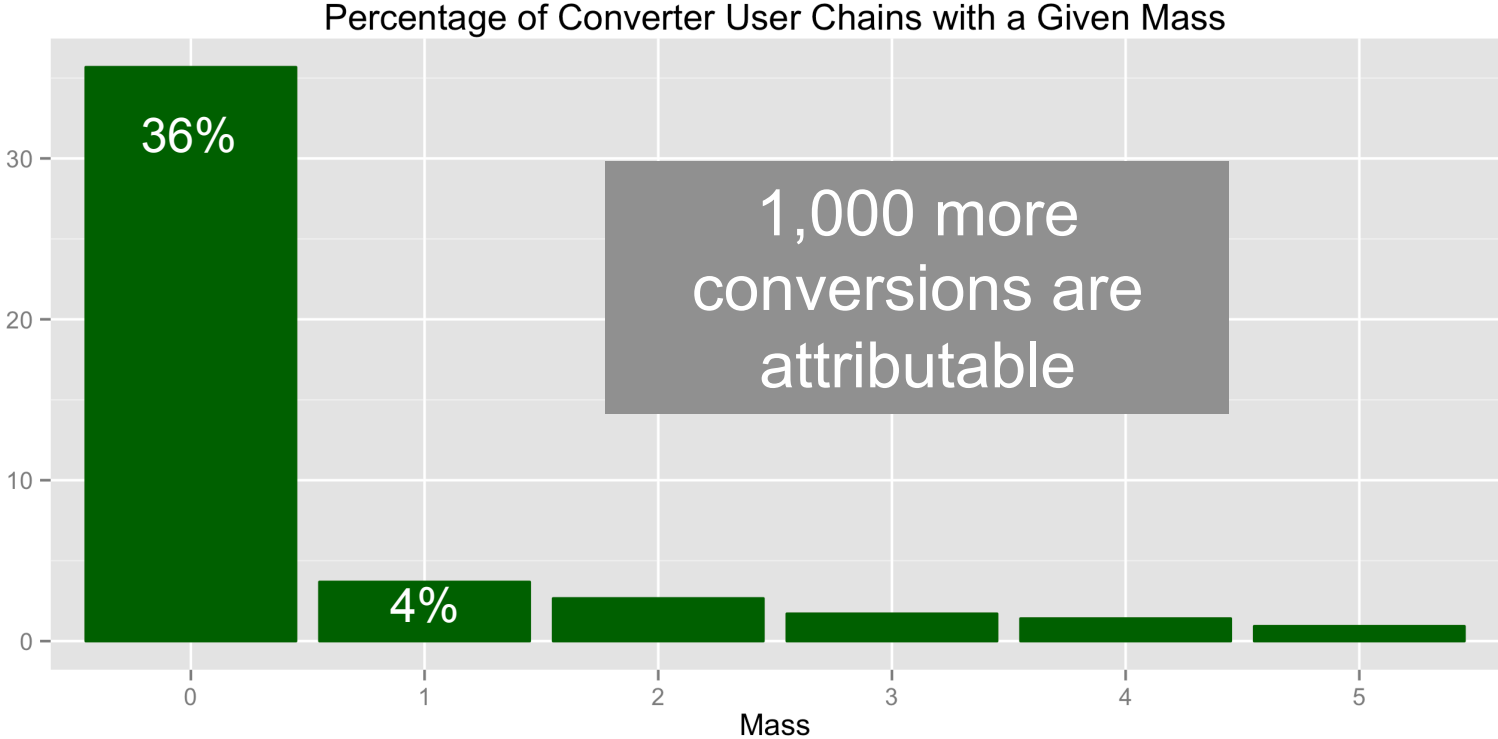 Percentage of Converter User Chains with a Given Mass
36%
30
1,000 more
conversions are
attributable
20
10
4%
0
0 1 2 3 4 5
Mass